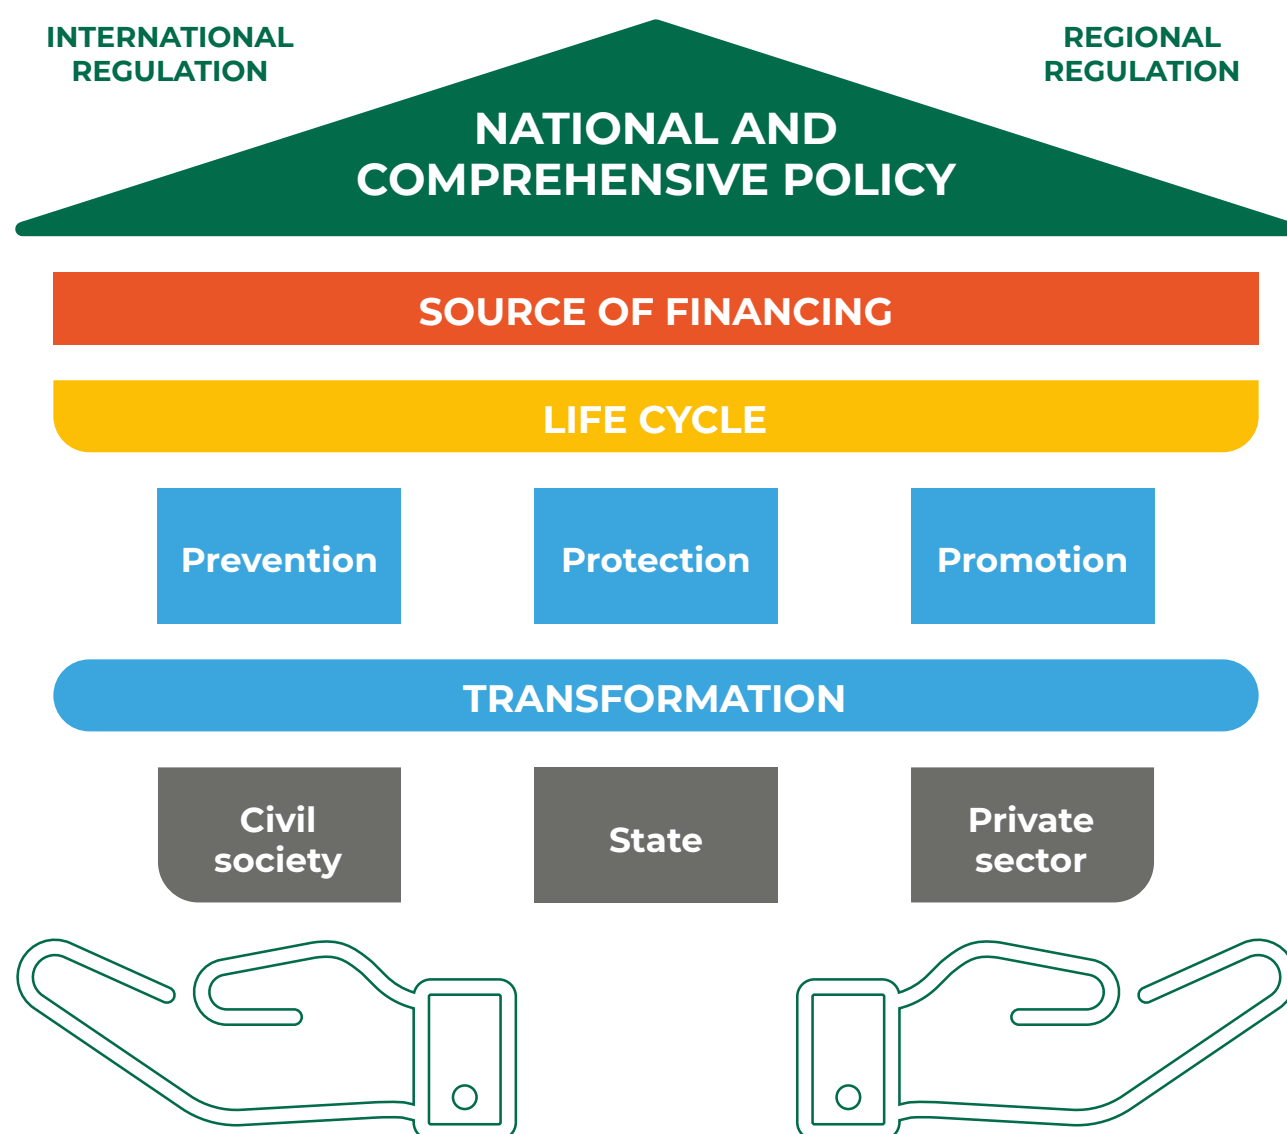 INTERNATIONAL
REGULATION
REGIONAL
REGULATION
NATIONAL AND
COMPREHENSIVE POLICY
SOURCE OF FINANCING
LIFE CYCLE
Prevention
Protection
Promotion
TRANSFORMATION
Civil
society
State
Private
sector